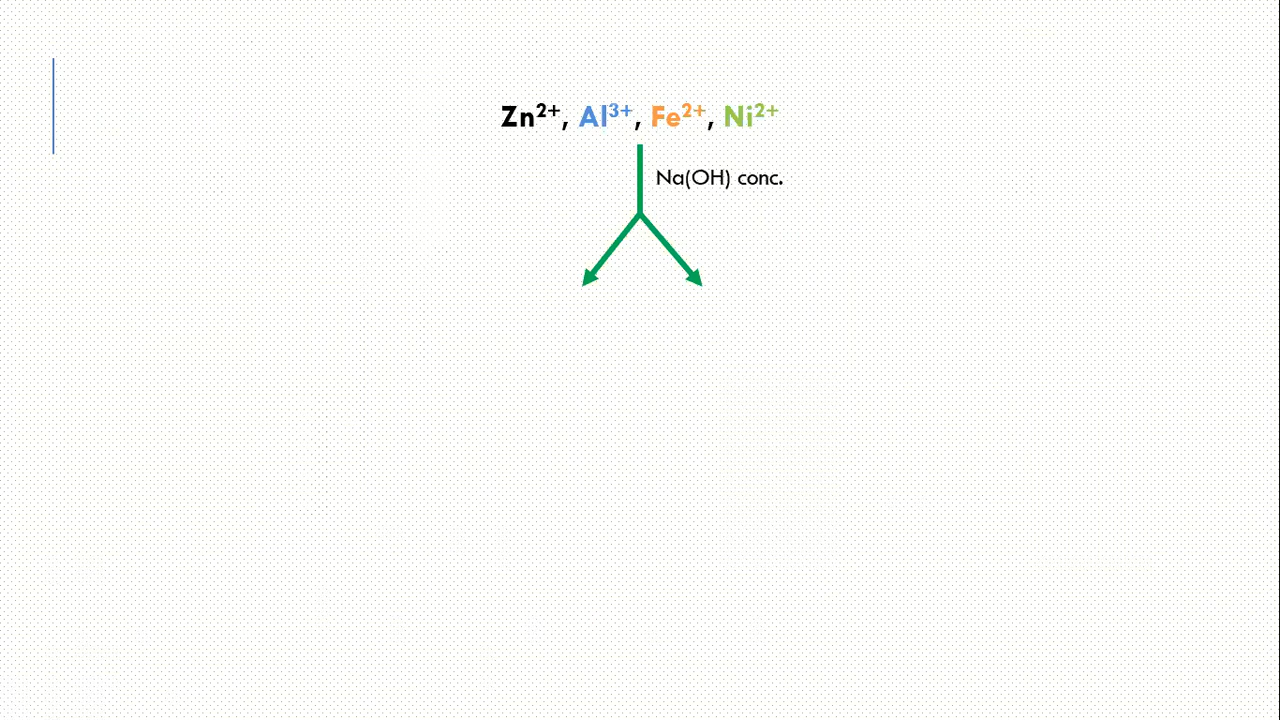 Zn²⁺, Al³⁺, Fe²⁺, Ni²⁺
Na(OH) conc.